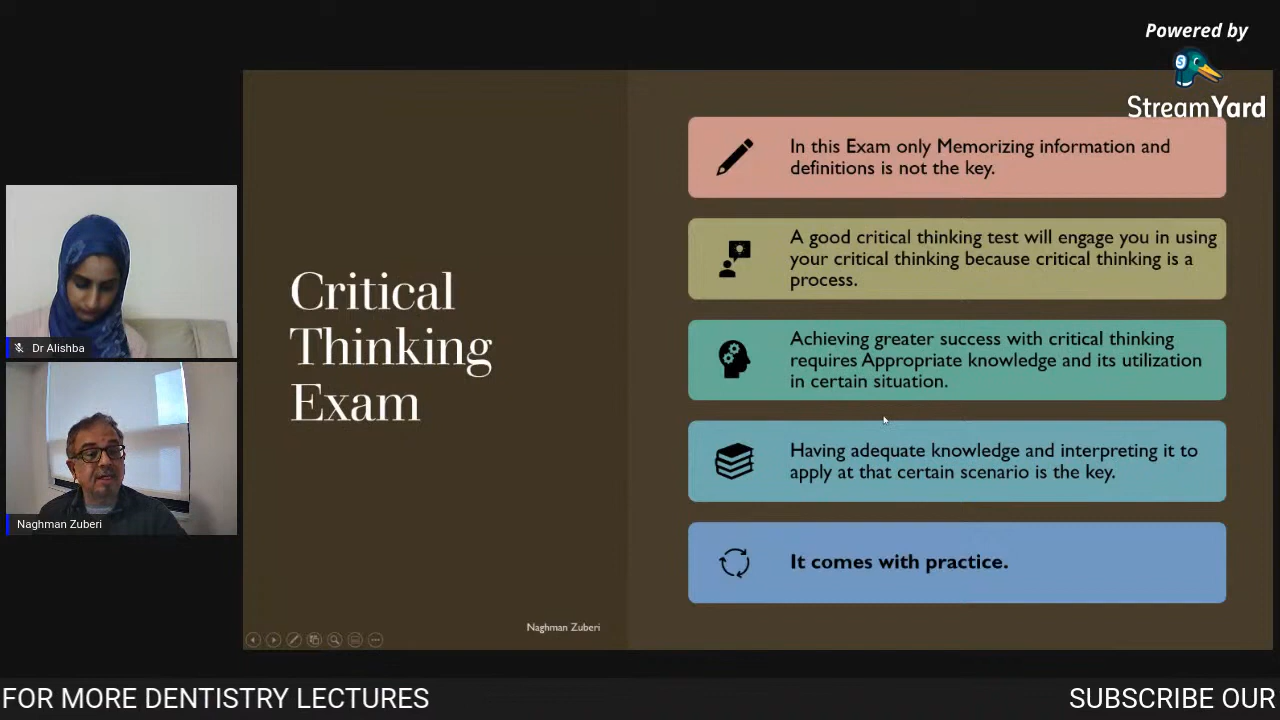 Powered by
StreamYard
Critical
Thinking
Exam
In this Exam only Memorizing information and
definitions is not the key.
A good critical thinking test will engage you in using
your critical thinking because critical thinking is a
process.
Achieving greater success with critical thinking
requires Appropriate knowledge and its utilization
in certain situation.
Having adequate knowledge and interpreting it to
apply at that certain scenario is the key.
It comes with practice.
Naghman Zuberi
Dr Alishba
Naghman Zuberi
FOR MORE DENTISTRY LECTURES
SUBSCRIBE OUR